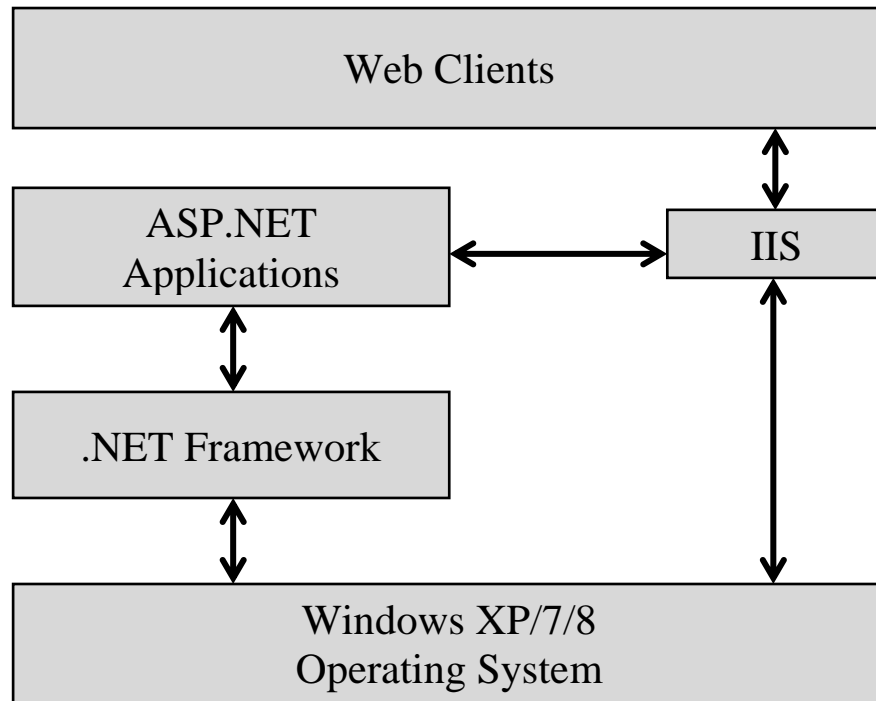 Web Clients
ASP.NET
Applications
IIS
.NET Framework
Windows XP/7/8
Operating System